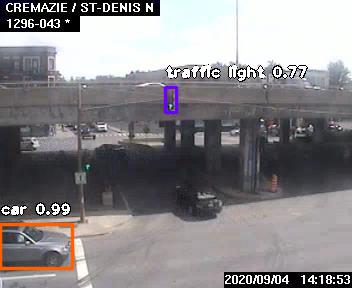 CREMAZIE / ST-DENIS N
1296-043 *
traffic light 0.77
car 0.99
2020/09/04 14:18:53